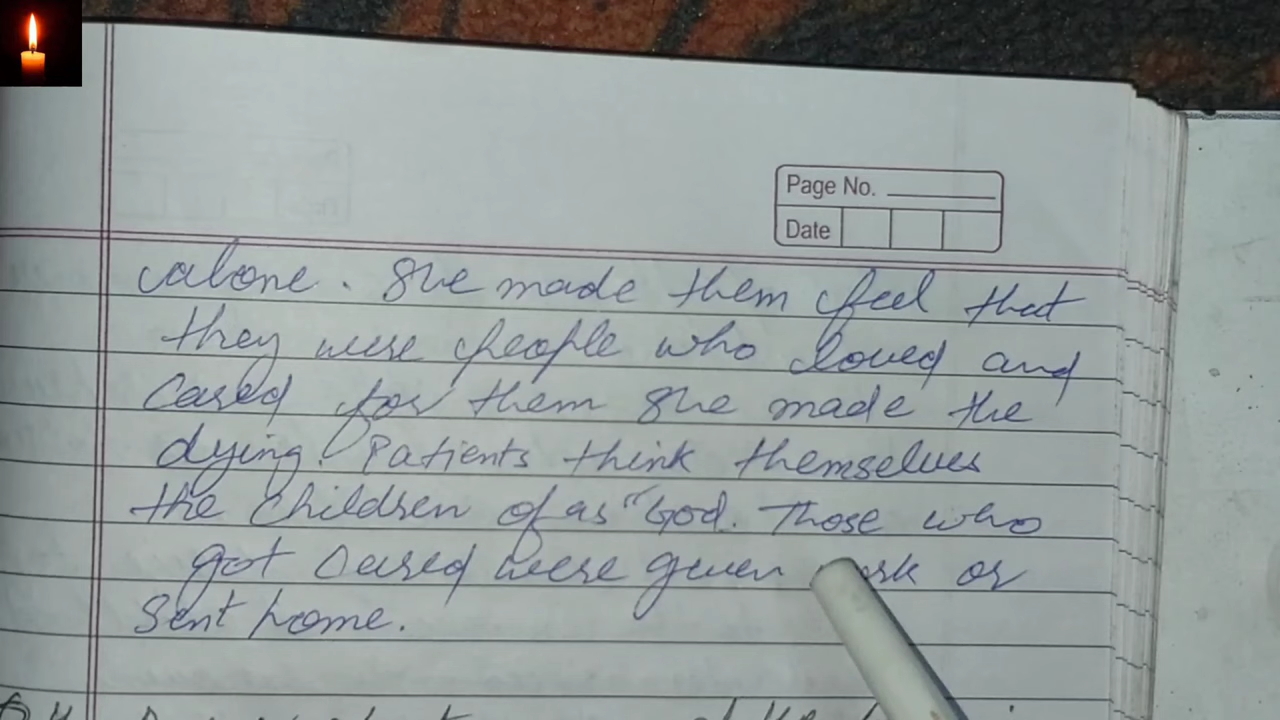 Page No.
Date
alone. She made them feel that
they were people who loved and
cared for them she made the
dying. Patients think themselves
the children of as "God. Those who
got cured were given work or
sent home.